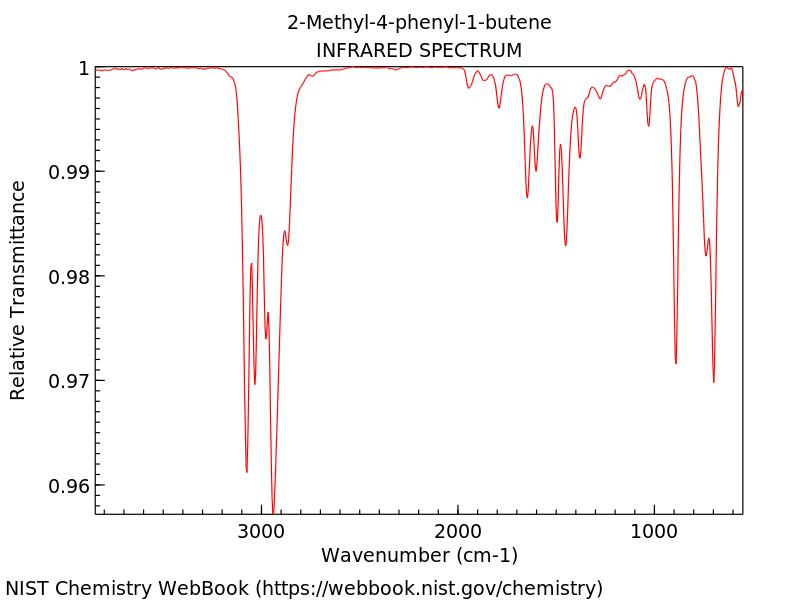 2-Methyl-4-phenyl-1-butene
INFRARED SPECTRUM
1
0.99
0.98
0.97
0.96
Relative Transmittance
3000 2000 1000
Wavenumber (cm-1)
NIST Chemistry WebBook (https://webbook.nist.gov/chemistry)